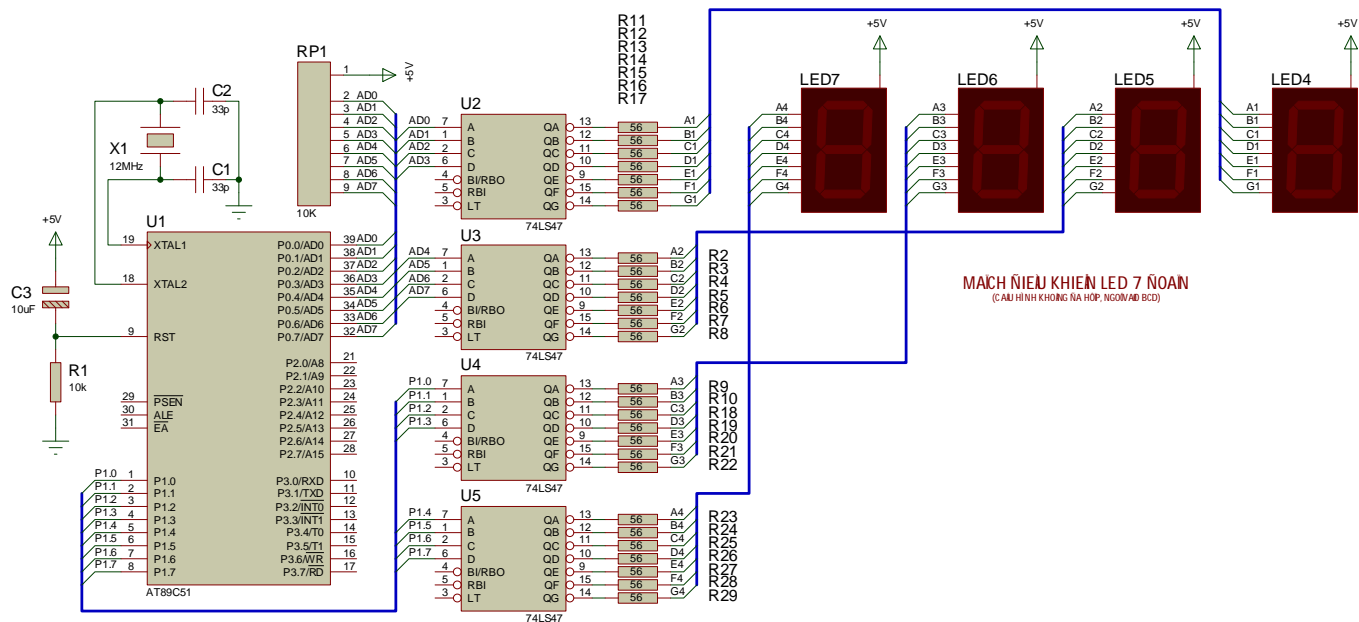 R11
R12
R13
R14
R15
R16
R17
+5V
+5V
+5V
+5V
RP1
1
+5V
2 AD0
3 AD1
4 AD2
5 AD3
6 AD4
7 AD5
8 AD6
9 AD7
10K
C2
33p
X1
12MHz
C1
33p
+5V
C3
10uF
R1
10k
U1
19 XTAL1
18 XTAL2
9 RST
29 PSEN
30 ALE
31 EA
P1.0 1 P1.0
P1.1 2 P1.1
P1.2 3 P1.2
P1.3 4 P1.3
P1.4 5 P1.4
P1.5 6 P1.5
P1.6 7 P1.6
P1.7 8 P1.7
P0.0/AD0 39 AD0
P0.1/AD1 38 AD1
P0.2/AD2 37 AD2
P0.3/AD3 36 AD3
P0.4/AD4 35 AD4
P0.5/AD5 34 AD5
P0.6/AD6 33 AD6
P0.7/AD7 32 AD7
P2.0/A8 21
P2.1/A9 22
P2.2/A10 23
P2.3/A11 24
P2.4/A12 25
P2.5/A13 26
P2.6/A14 27
P2.7/A15 28
P3.0/RXD 10
P3.1/TXD 11
P3.2/INT0 12
P3.3/INT1 13
P3.4/T0 14
P3.5/T1 15
P3.6/WR 16
P3.7/RD 17
AT89C51
U2
AD0 7 A QA 13 56 A1
AD1 1 B QB 12 56 B1
AD2 2 C QC 11 56 C1
AD3 6 D QD 10 56 D1
4 BI/RBO QE 9 56 E1
5 RBI QF 15 56 F1
3 LT QG 14 56 G1
74LS47
U3
AD4 7 A QA 13 56 A2 R2
AD5 1 B QB 12 56 B2 R3
AD6 2 C QC 11 56 C2 R4
AD7 6 D QD 10 56 D2 R5
4 BI/RBO QE 9 56 E2 R6
5 RBI QF 15 56 F2 R7
3 LT QG 14 56 G2 R8
74LS47
U4
P1.0 7 A QA 13 56 A3 R9
P1.1 1 B QB 12 56 B3 R10
P1.2 2 C QC 11 56 C3 R18
P1.3 6 D QD 10 56 D3 R19
4 BI/RBO QE 9 56 E3 R20
5 RBI QF 15 56 F3 R21
3 LT QG 14 56 G3 R22
74LS47
U5
P1.4 7 A QA 13 56 A4 R23
P1.5 1 B QB 12 56 B4 R24
P1.6 2 C QC 11 56 C4 R25
P1.7 6 D QD 10 56 D4 R26
4 BI/RBO QE 9 56 E4 R27
5 RBI QF 15 56 F4 R28
3 LT QG 14 56 G4 R29
74LS47
LED7
A4
B4
C4
D4
E4
F4
G4
LED6
A3
B3
C3
D3
E3
F3
G3
LED5
A2
B2
C2
D2
E2
F2
G2
LED4
A1
B1
C1
D1
E1
F1
G1
LED 7
BCD)